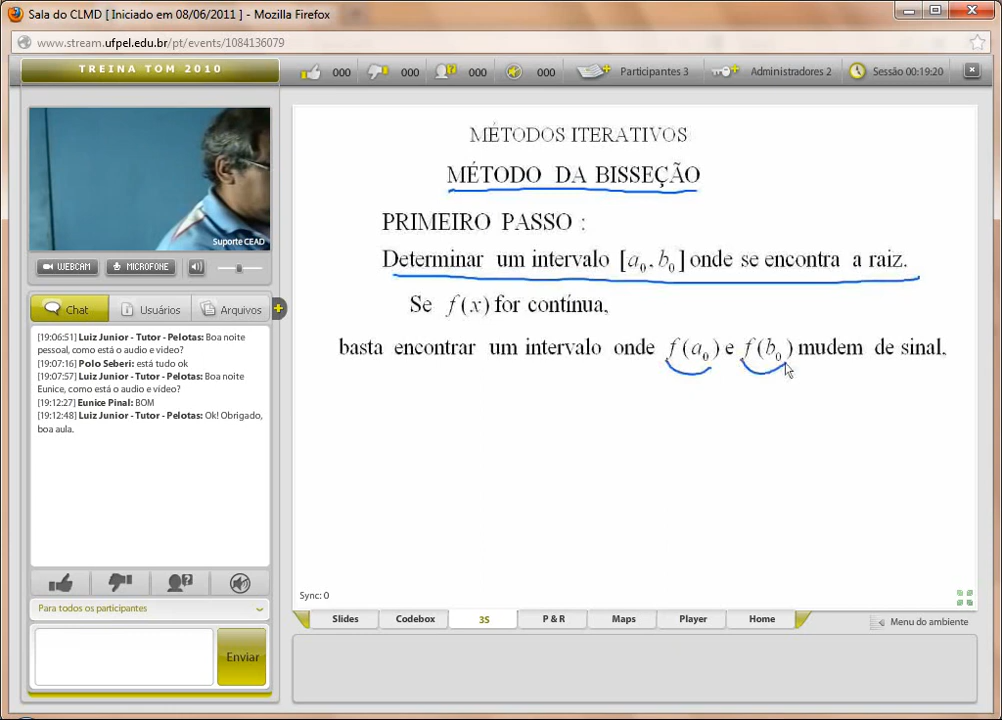 Sala do CLMD [ Iniciado em 08/06/2011 ] - Mozilla Firefox
www.stream.ufpel.edu.br/pt/events/1084136079
TREINA TOM 2010
000
000
000
000
Participantes 3
Administradores 2
Sessão 00:19:20
Suporte CEAD
WEBCAM
MICROFONE
Chat
Usuários
Arquivos
[19:06:51] Luiz Junior - Tutor - Pelotas: Boa noite
pessoal, como está o audio e video?
[19:07:16] Polo Seberi: está tudo ok
[19:07:57] Luiz Junior - Tutor - Pelotas: Boa noite
Eunice, como está o audio e vídeo?
[19:12:27] Eunice Pinal: BOM
[19:12:48] Luiz Junior - Tutor - Pelotas: Ok! Obrigado,
boa aula.
Para todos os participantes
Enviar
MÉTODOS ITERATIVOS
MÉTODO DA BISSEÇÃO
PRIMEIRO PASSO :
Determinar um intervalo [a₀, b₀] onde se encontra a raiz.
Se f(x) for contínua,
basta encontrar um intervalo onde f(a₀) e f(b₀) mudem de sinal,
Sync: 0
Slides
Codebox
3S
P & R
Maps
Player
Home
Menu do ambiente